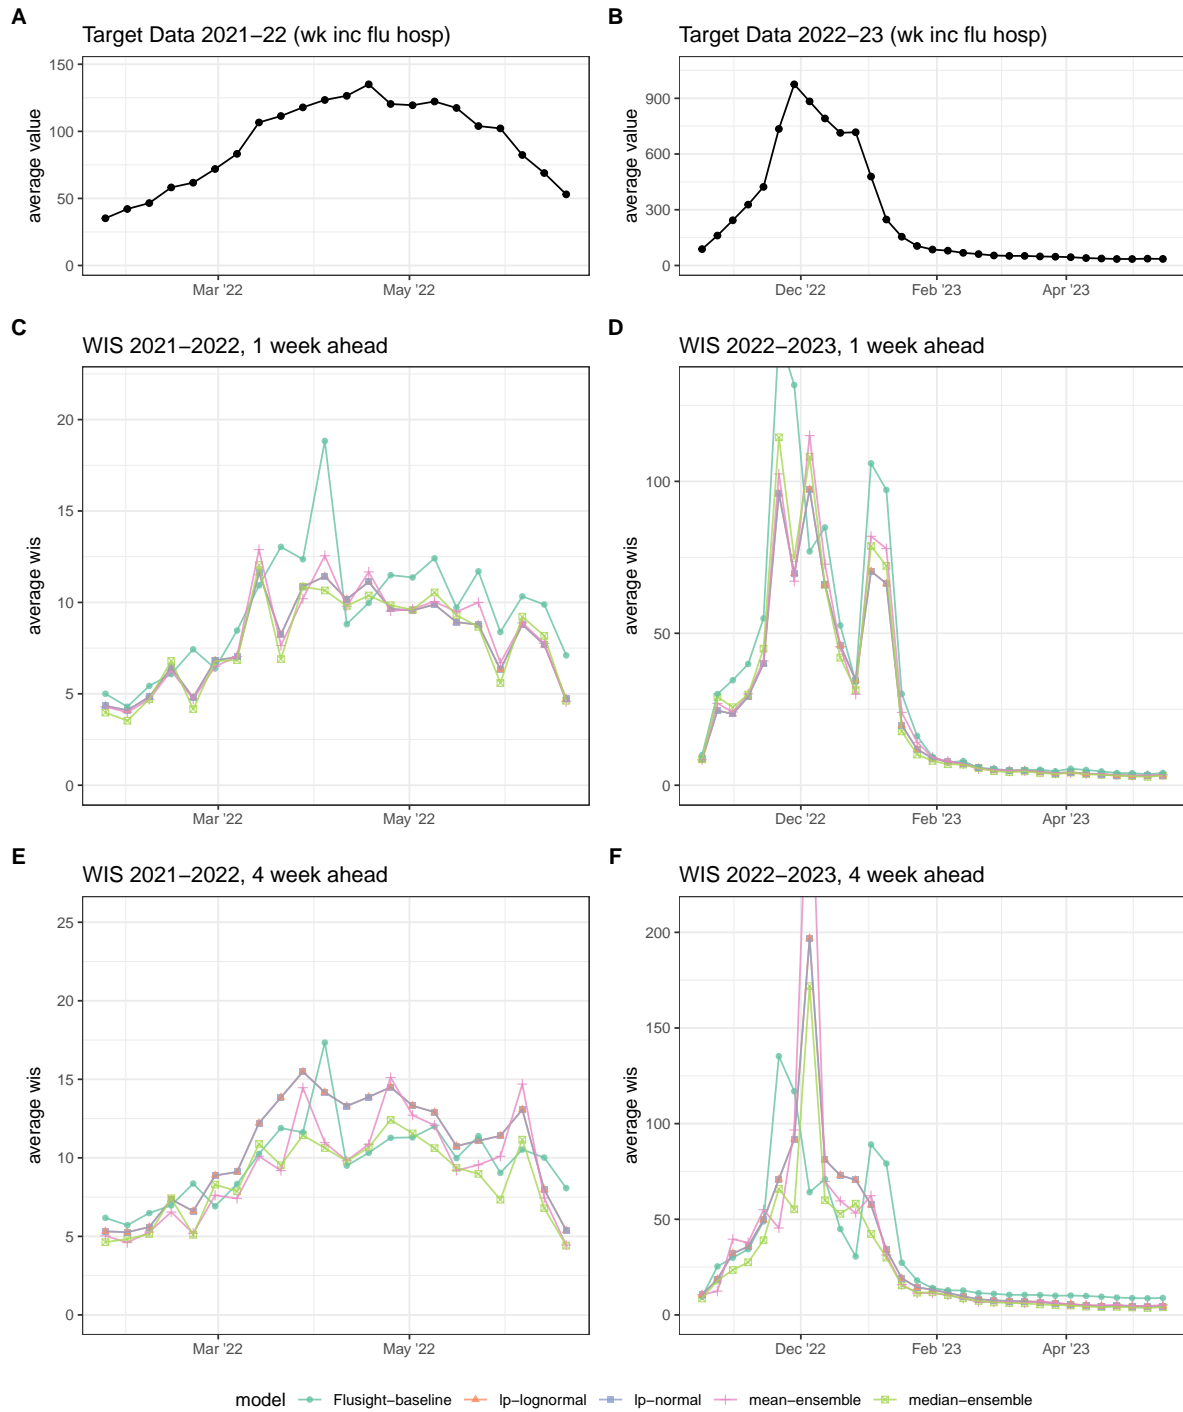 A
Target Data 2021−22 (wk inc flu hosp)
average value
150
100
50
0
Mar '22
May '22
B
Target Data 2022−23 (wk inc flu hosp)
average value
900
600
300
0
Dec '22
Feb '23
Apr '23
C
WIS 2021−2022, 1 week ahead
average wis
20
15
10
5
0
Mar '22
May '22
D
WIS 2022−2023, 1 week ahead
average wis
100
50
0
Dec '22
Feb '23
Apr '23
E
WIS 2021−2022, 4 week ahead
average wis
25
20
15
10
5
0
Mar '22
May '22
F
WIS 2022−2023, 4 week ahead
average wis
200
150
100
50
0
Dec '22
Feb '23
Apr '23
model Flusight−baseline lp−lognormal lp−normal mean−ensemble median−ensemble